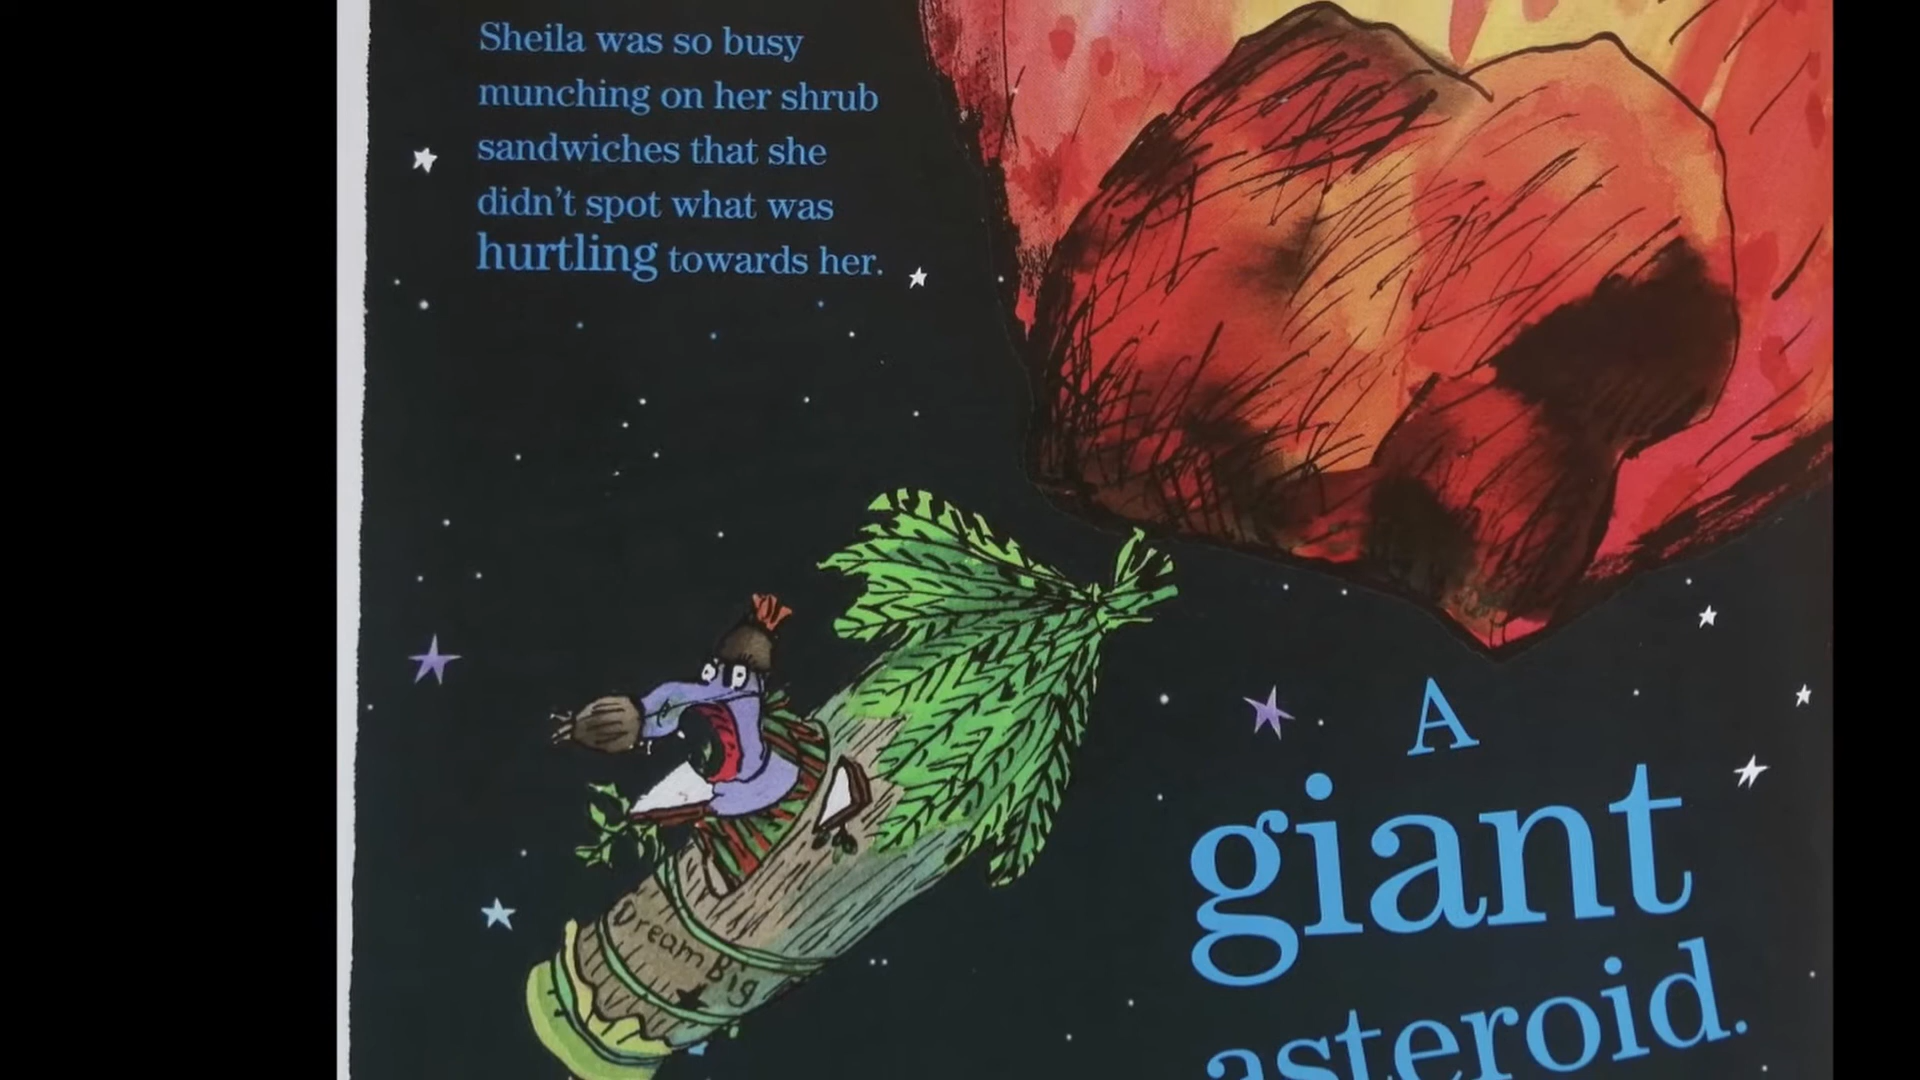 Sheila was so busy
munching on her shrub
sandwiches that she
didn't spot what was
hurtling towards her.
Dream Big
A
giant
asteroid.